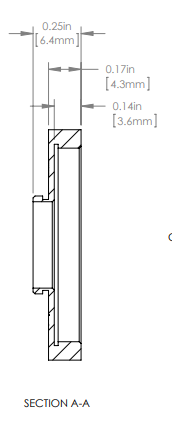 0.25in
[6.4mm]
0.17in
[4.3mm]
0.14in
[3.6mm]
SECTION A-A